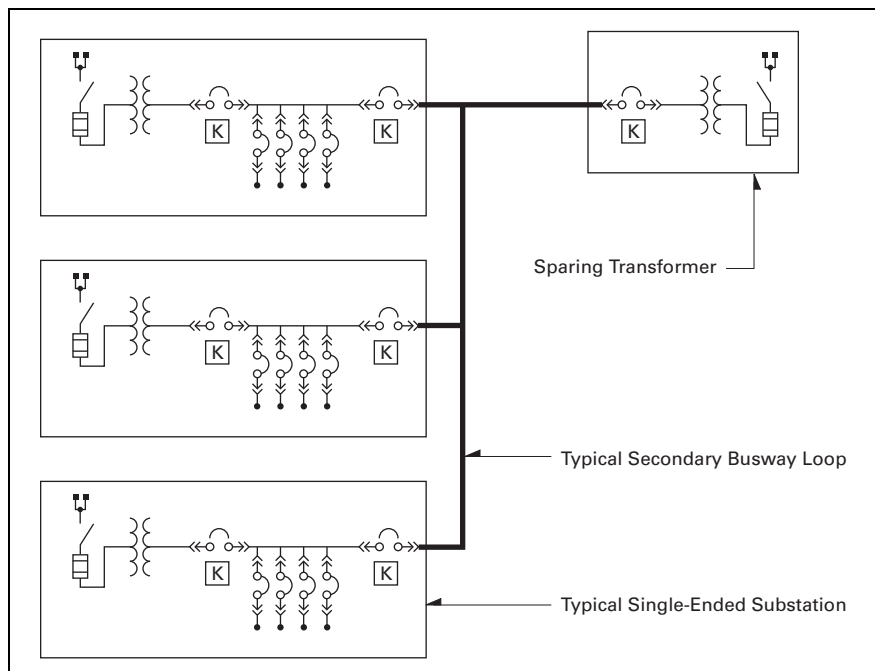 K
K
K
Sparing Transformer
K
K
Typical Secondary Busway Loop
K
K
Typical Single-Ended Substation